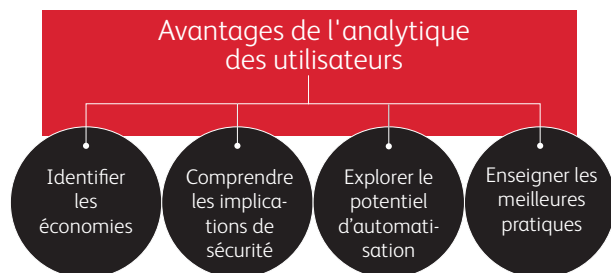 Avantages de l'analytique
des utilisateurs
Identifier
les
économies
Comprendre
les implica-
tions de
sécurité
Explorer le
potentiel
d'automati-
sation
Enseigner les
meilleures
pratiques